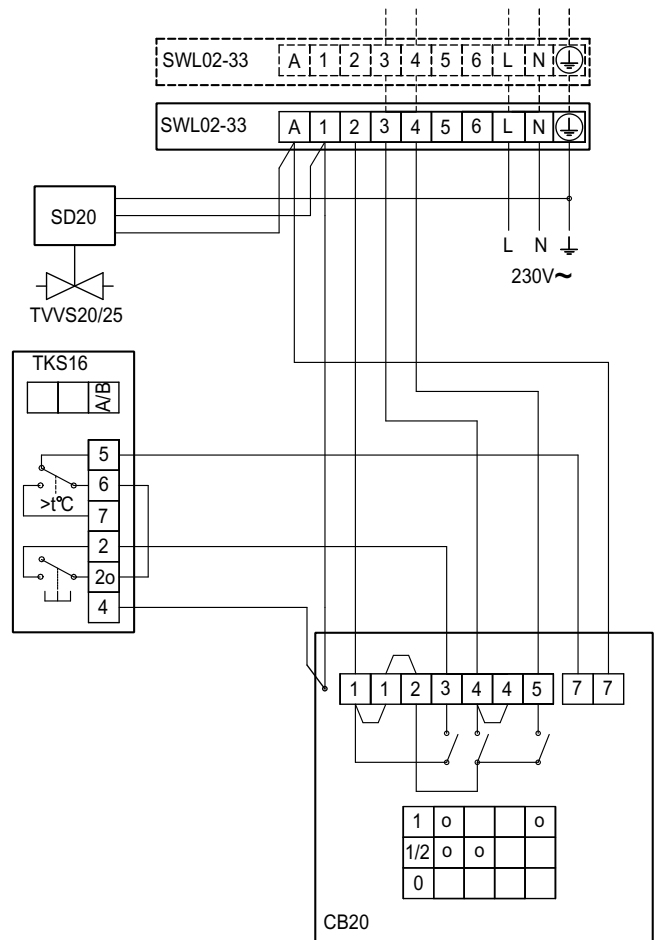 SWL02-33 A 1 2 3 4 5 6 L N
SWL02-33 A 1 2 3 4 5 6 L N
SD20
L N
230V~
TVVS20/25
TKS16
A/B
5
6
>t°C
7
2
2o
4
1 1 2 3 4 4 5 7 7
1 o o
1/2 o o
0
CB20